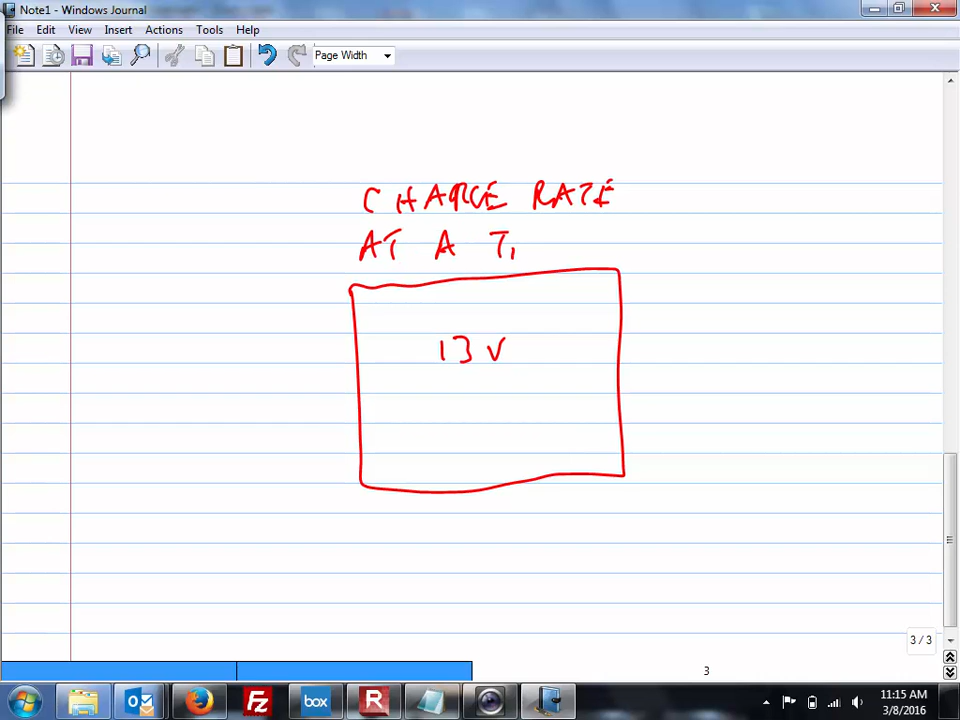 Note1 - Windows Journal
File Edit View Insert Actions Tools Help
Page Width
CHARGE RATE
AT A T,
13 V
3 / 3
3
box
R
11:15 AM
3/8/2016